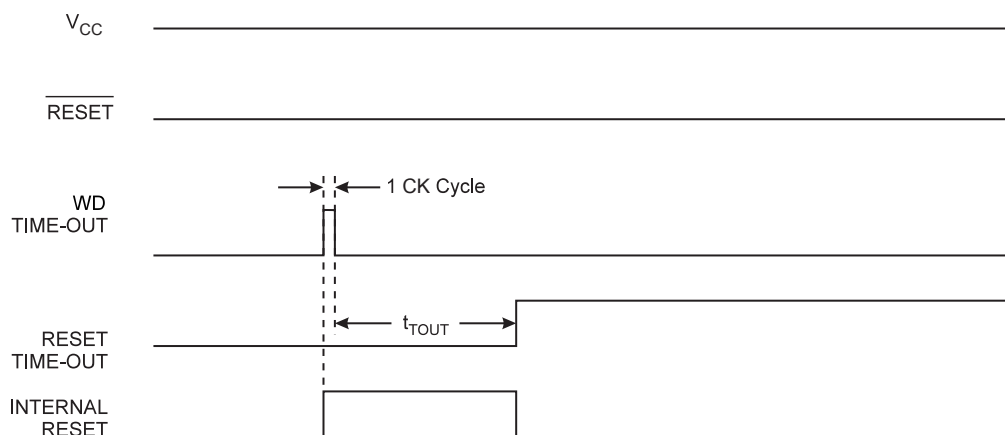 VCC
RESET
1 CK Cycle
WD
TIME-OUT
tTOUT
RESET
TIME-OUT
INTERNAL
RESET